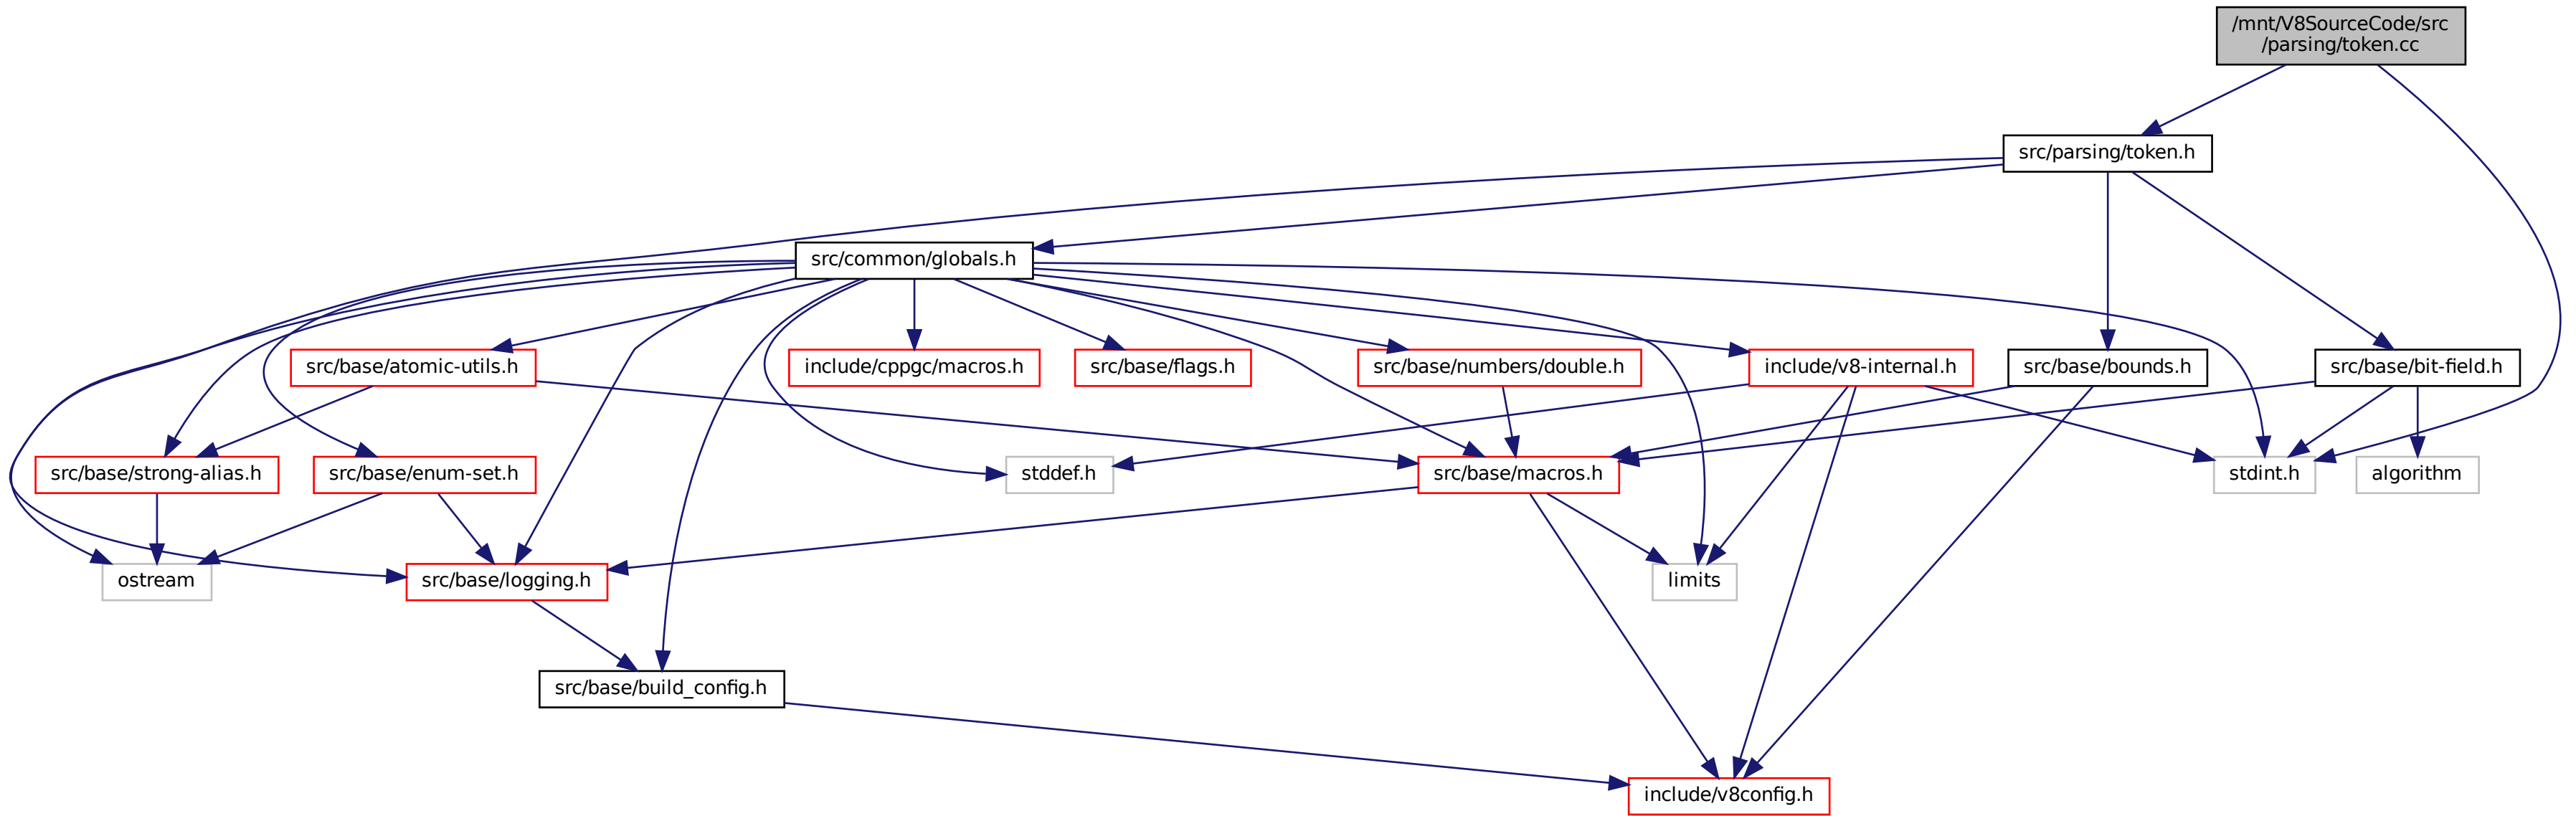 /mnt/V8SourceCode/src
/parsing/token.cc
src/parsing/token.h
src/common/globals.h
src/base/atomic-utils.h
include/cppgc/macros.h
src/base/flags.h
src/base/numbers/double.h
include/v8-internal.h
src/base/bounds.h
src/base/bit-field.h
src/base/strong-alias.h
src/base/enum-set.h
stddef.h
src/base/macros.h
stdint.h
algorithm
ostream
src/base/logging.h
limits
src/base/build_config.h
include/v8config.h